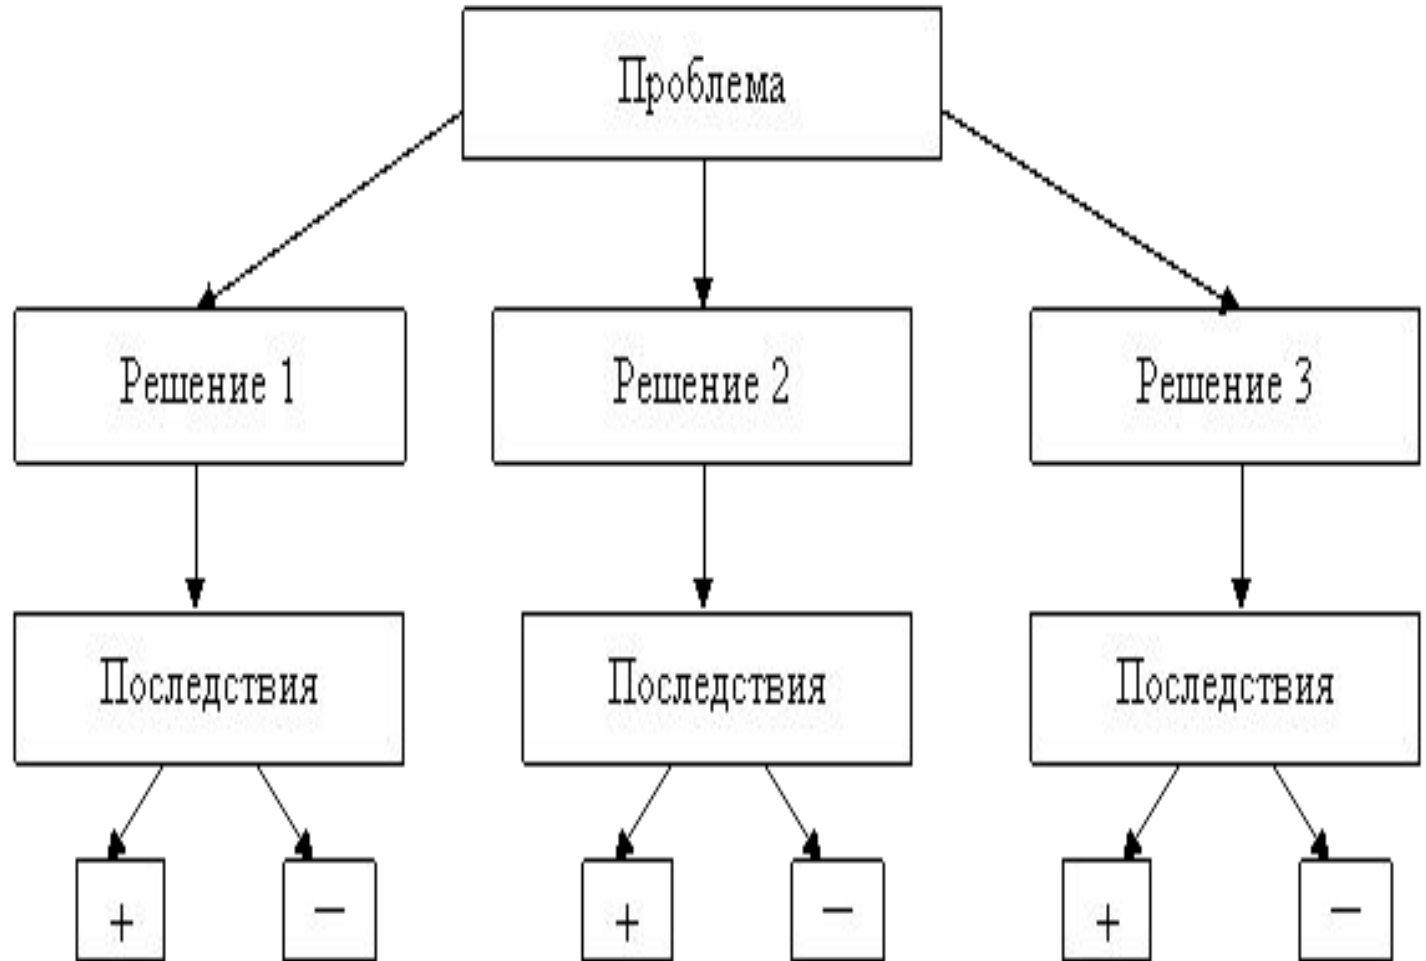 Проблема
Решение 1
Решение 2
Решение 3
Последствия
Последствия
Последствия
+
−
+
−
+
−